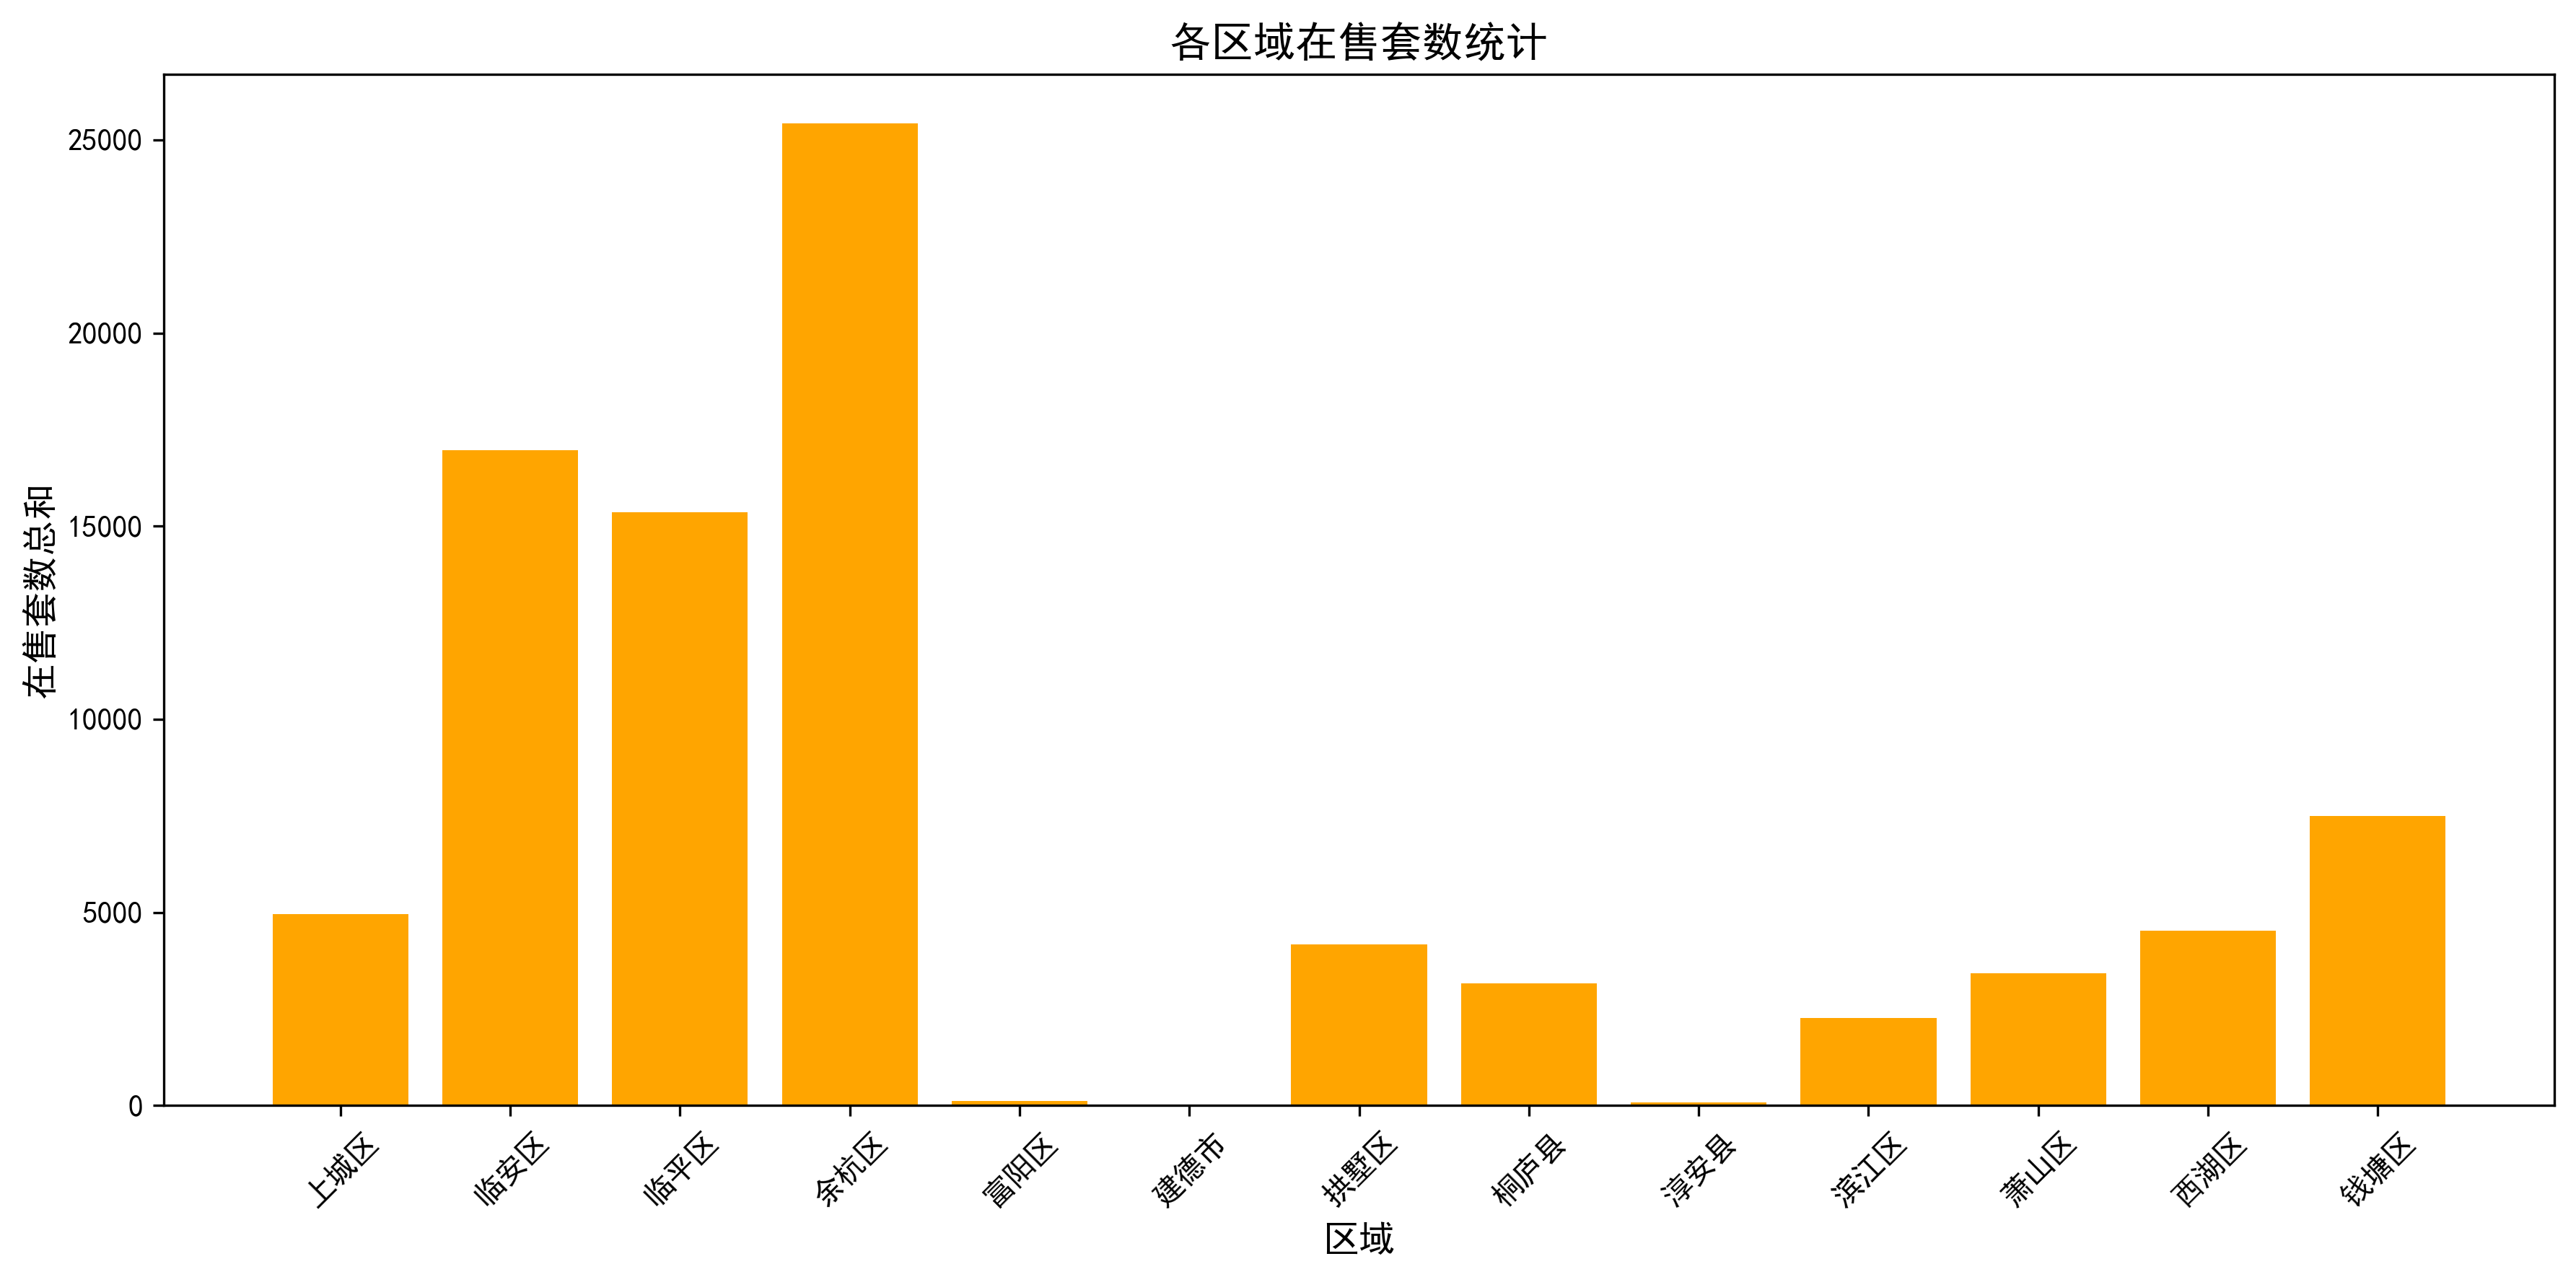 各区域在售套数统计
在售套数总和
25000
20000
15000
10000
5000
0
上城区
临安区
临平区
余杭区
富阳区
建德市
拱墅区
桐庐县
淳安县
滨江区
萧山区
西湖区
钱塘区
区域